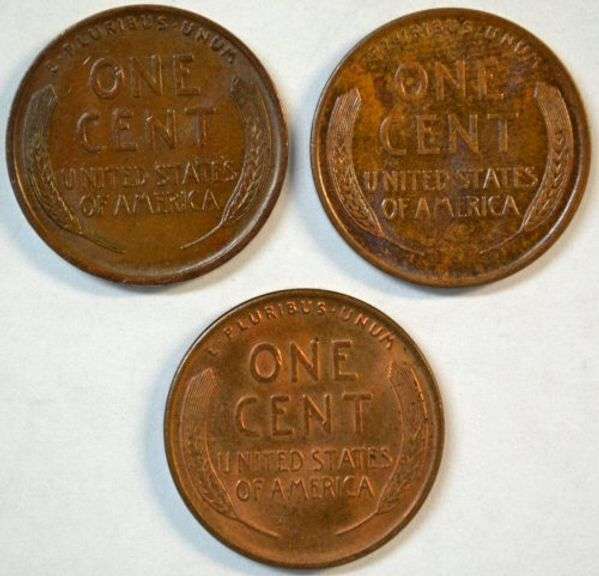 E·PLURIBUS·UNUM
ONE
CENT
UNITED STATES
OF AMERICA
E·PLURIBUS·UNUM
ONE
CENT
UNITED STATES
OF AMERICA
E·PLURIBUS·UNUM
ONE
CENT
UNITED STATES
OF AMERICA